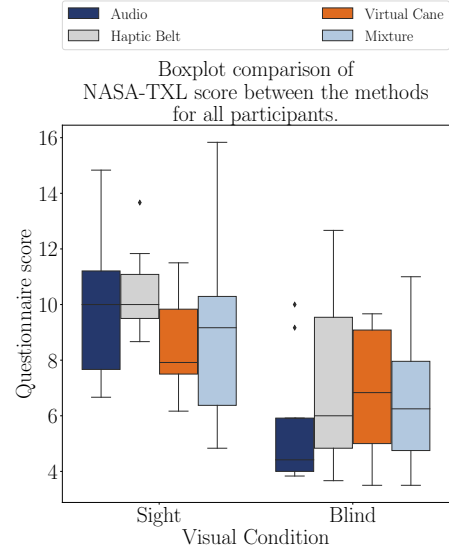 Audio
Haptic Belt
Virtual Cane
Mixture
Boxplot comparison of
NASA-TXL score between the methods
for all participants.
Questionnaire score
16
14
12
10
8
6
4
Sight
Blind
Visual Condition